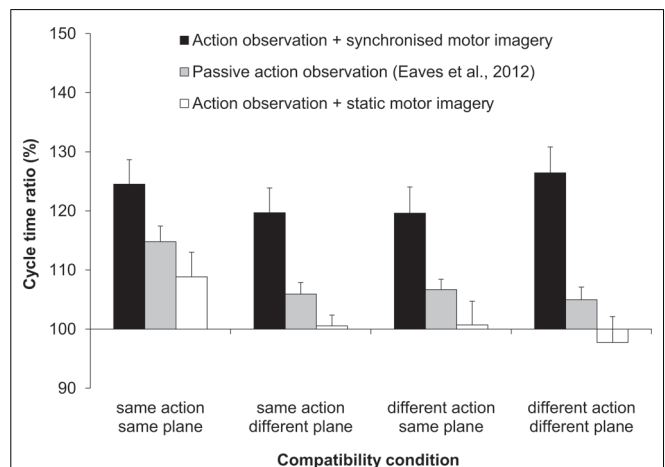 150
140
130
120
110
100
90
Cycle time ratio (%)
Action observation + synchronised motor imagery
Passive action observation (Eaves et al., 2012)
Action observation + static motor imagery
same action same action different action different action
same plane different plane same plane different plane
Compatibility condition